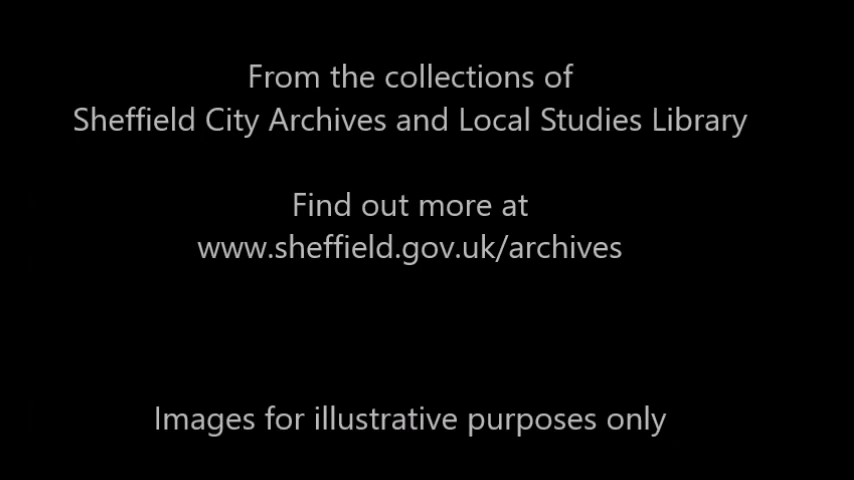 From the collections of
Sheffield City Archives and Local Studies Library
Find out more at
www.sheffield.gov.uk/archives
Images for illustrative purposes only